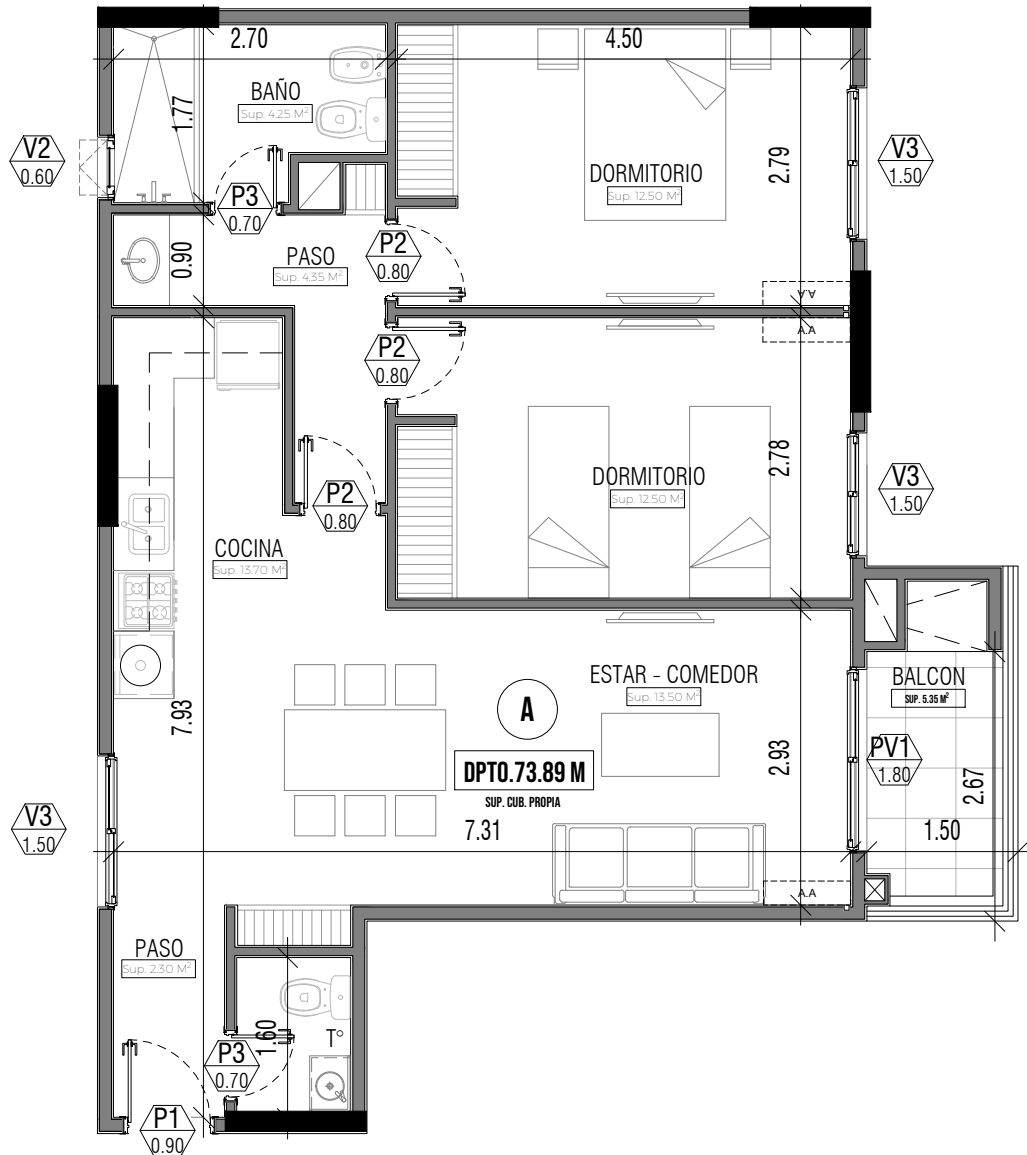 2.70
4.50
BAÑO
Sup. 4.25 M²
1.77
V2
0.60
DORMITORIO
Sup. 12.50 M²
2.79
V3
1.50
P3
0.70
PASO
Sup. 4.35 M²
0.90
P2
0.80
A.A
A.A
P2
0.80
DORMITORIO
Sup. 12.50 M²
2.78
V3
1.50
P2
0.80
COCINA
Sup. 13.70 M²
7.93
ESTAR - COMEDOR
Sup. 13.50 M²
A
DPTO.73.89 M
SUP. CUB. PROPIA
7.31
2.93
BALCON
SUP. 5.35 M²
PV1
1.80
2.67
1.50
V3
1.50
A.A
PASO
Sup. 2.30 M²
1.60
T°
P3
0.70
P1
0.90